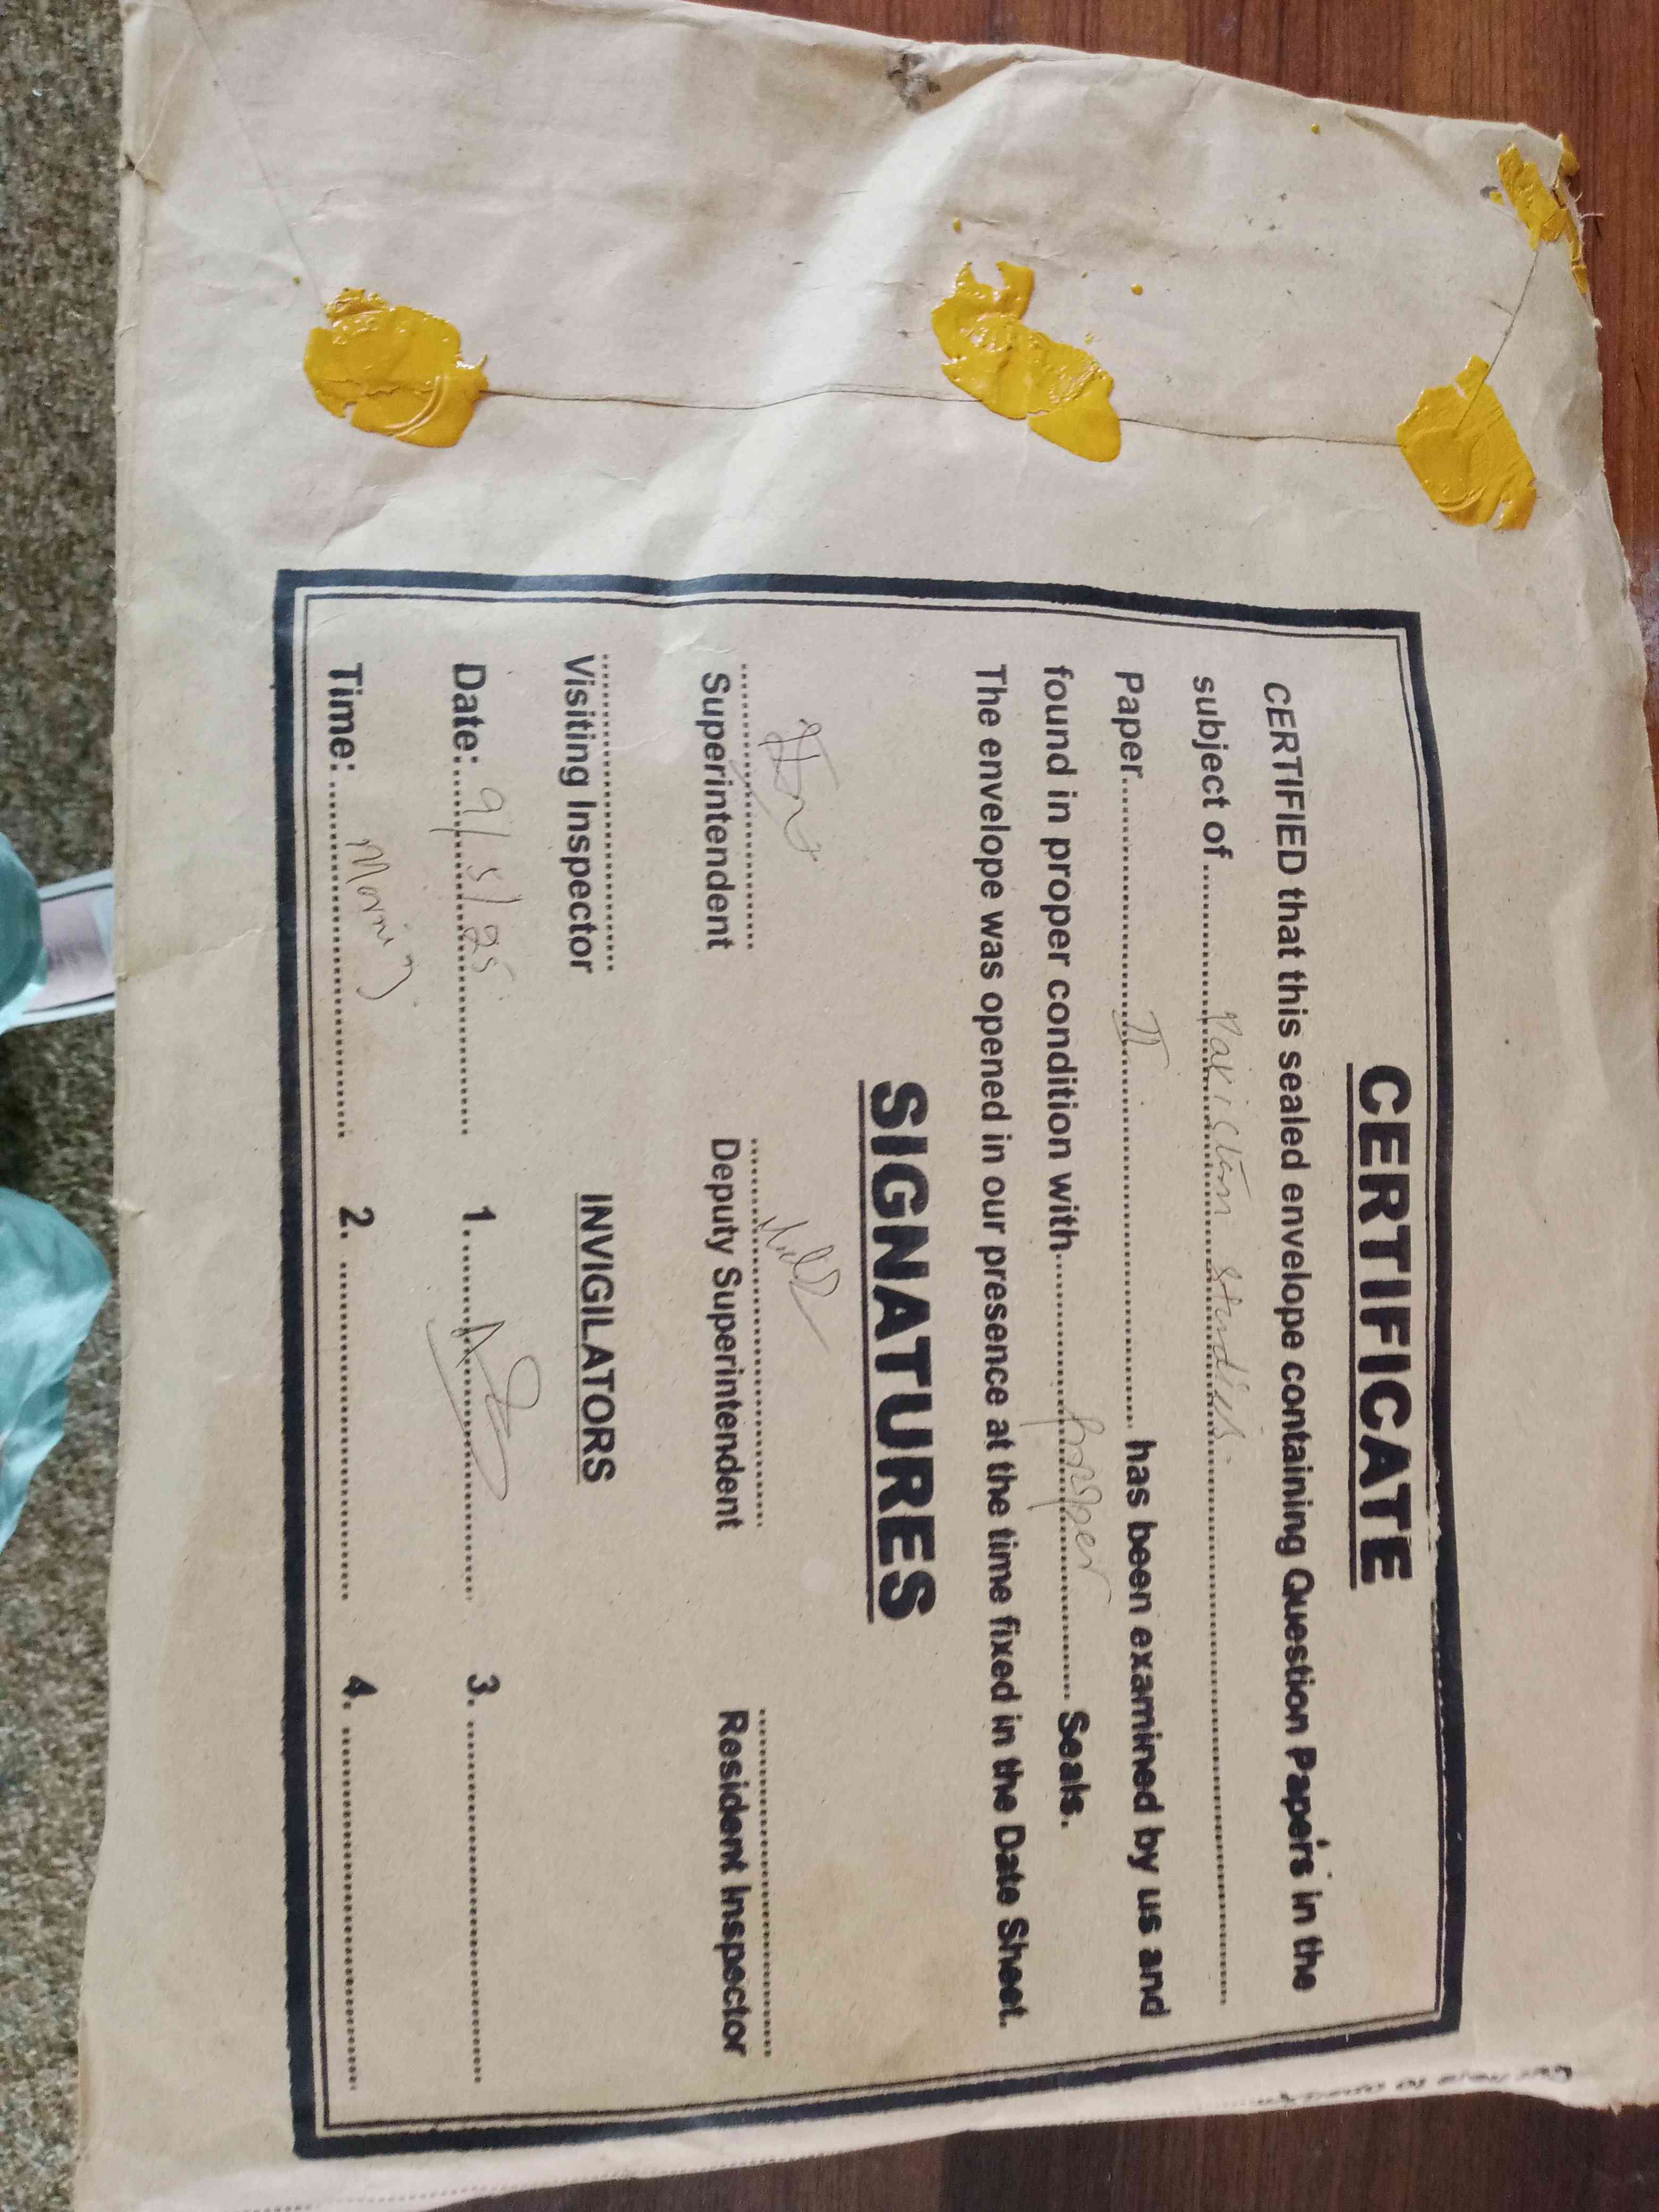 CERTIFICATE
CERTIFIED that this sealed envelope containing Question Papers in the
subject of Pakistan studies
Paper II has been examined by us and
found in proper condition with proper Seals.
The envelope was opened in our presence at the time fixed in the Date Sheet.
SIGNATURES
Superintendent Deputy Superintendent Resident Inspector
Visiting Inspector INVIGILATORS
Date: 9/5/25 1. 3.
Time: Morning 2. 4.